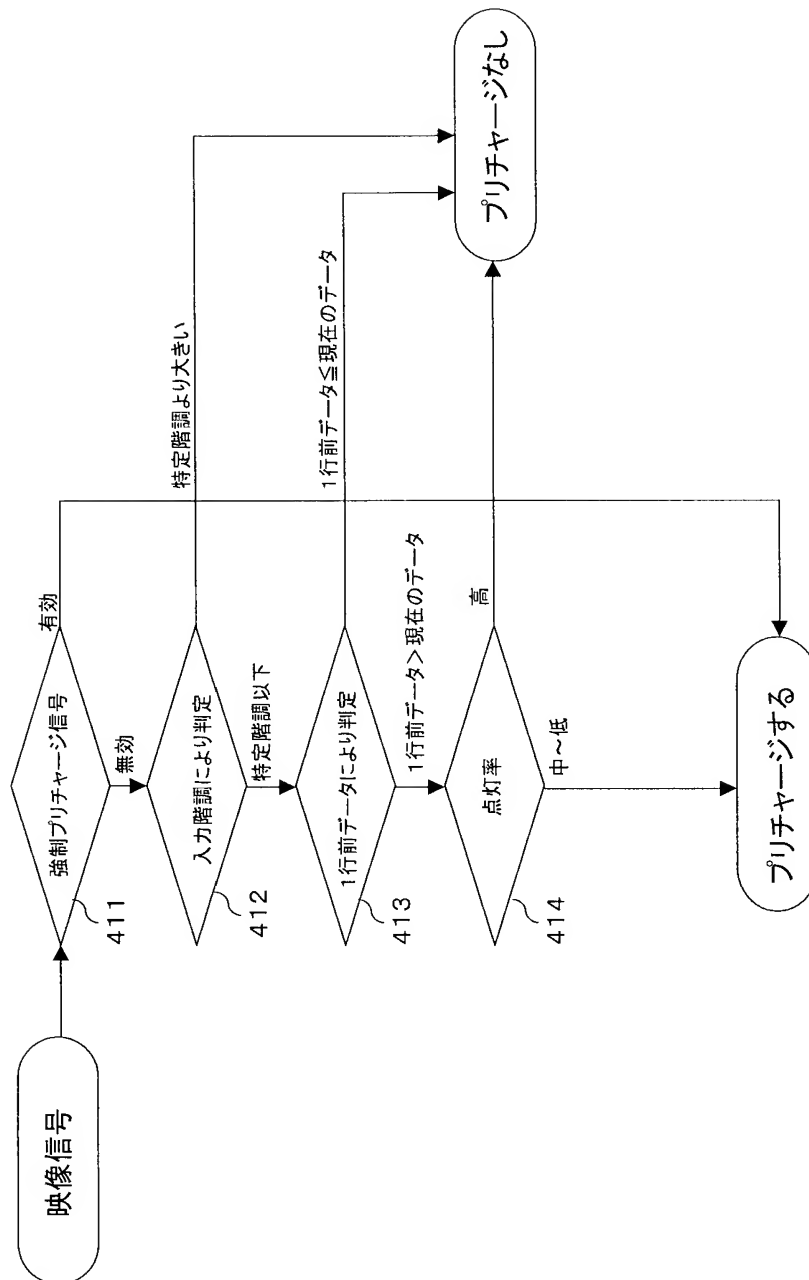 映像信号
強制プリチャージ信号
411
有効
無効
入力階調により判定
412
特定階調より大きい
特定階調以下
1行前データにより判定
413
1行前データ≦現在のデータ
1行前データ＞現在のデータ
点灯率
414
高
中～低
プリチャージなし
プリチャージする